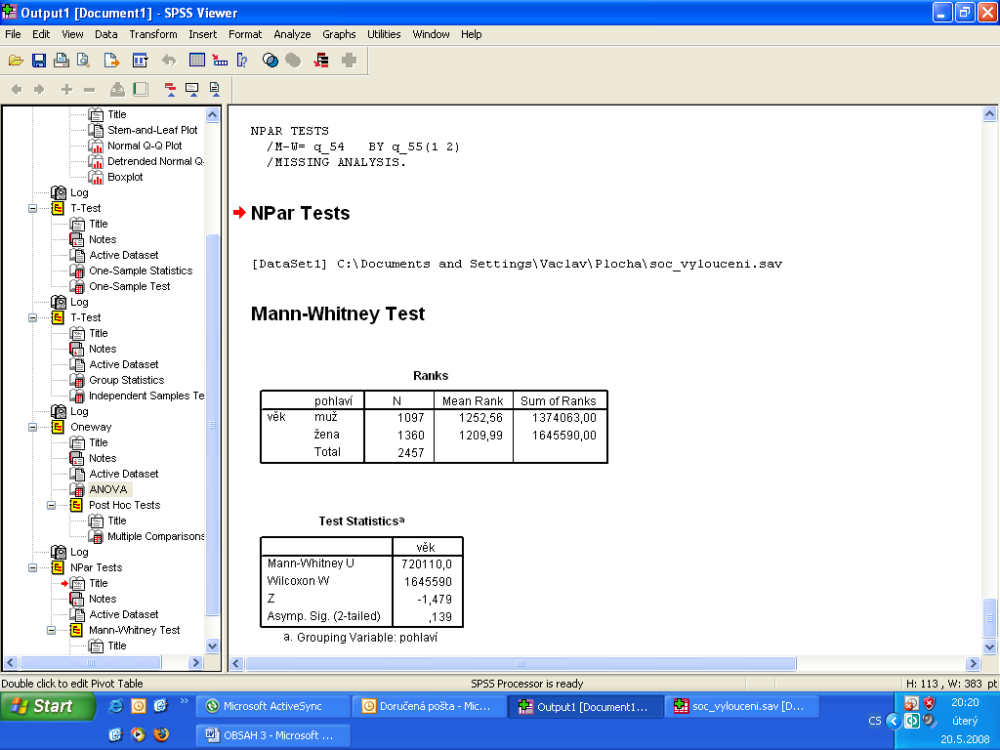 Output1 [Document1] - SPSS Viewer
File Edit View Data Transform Insert Format Analyze Graphs Utilities Window Help
Title
Stem-and-Leaf Plot
Normal Q-Q Plot
Detrended Normal Q-
Boxplot
Log
T-Test
Title
Notes
Active Dataset
One-Sample Statistics
One-Sample Test
Log
T-Test
Title
Notes
Active Dataset
Group Statistics
Independent Samples Te
Log
Oneway
Title
Notes
Active Dataset
ANOVA
Post Hoc Tests
Title
Multiple Comparisons
Log
NPar Tests
Title
Notes
Active Dataset
Mann-Whitney Test
Title
NPAR TESTS
/M-W= q_54 BY q_55(1 2)
/MISSING ANALYSIS.
NPar Tests
[DataSet1] C:\Documents and Settings\Vaclav\Plocha\soc_vylouceni.sav
Mann-Whitney Test
Ranks
pohlaví N Mean Rank Sum of Ranks
věk muž 1097 1252,56 1374063,00
žena 1360 1209,99 1645590,00
Total 2457
Test Statisticsa
věk
Mann-Whitney U 720110,0
Wilcoxon W 1645590
Z -1,479
Asymp. Sig. (2-tailed) ,139
a. Grouping Variable: pohlaví
Double click to edit Pivot Table SPSS Processor is ready H: 113 , W: 383 pt
Start Microsoft ActiveSync Doručená pošta - Mic... Output1 [Document1... soc_vylouceni.sav [D... 20:20
OBSAH 3 - Microsoft ... CS úterý
20.5.2008